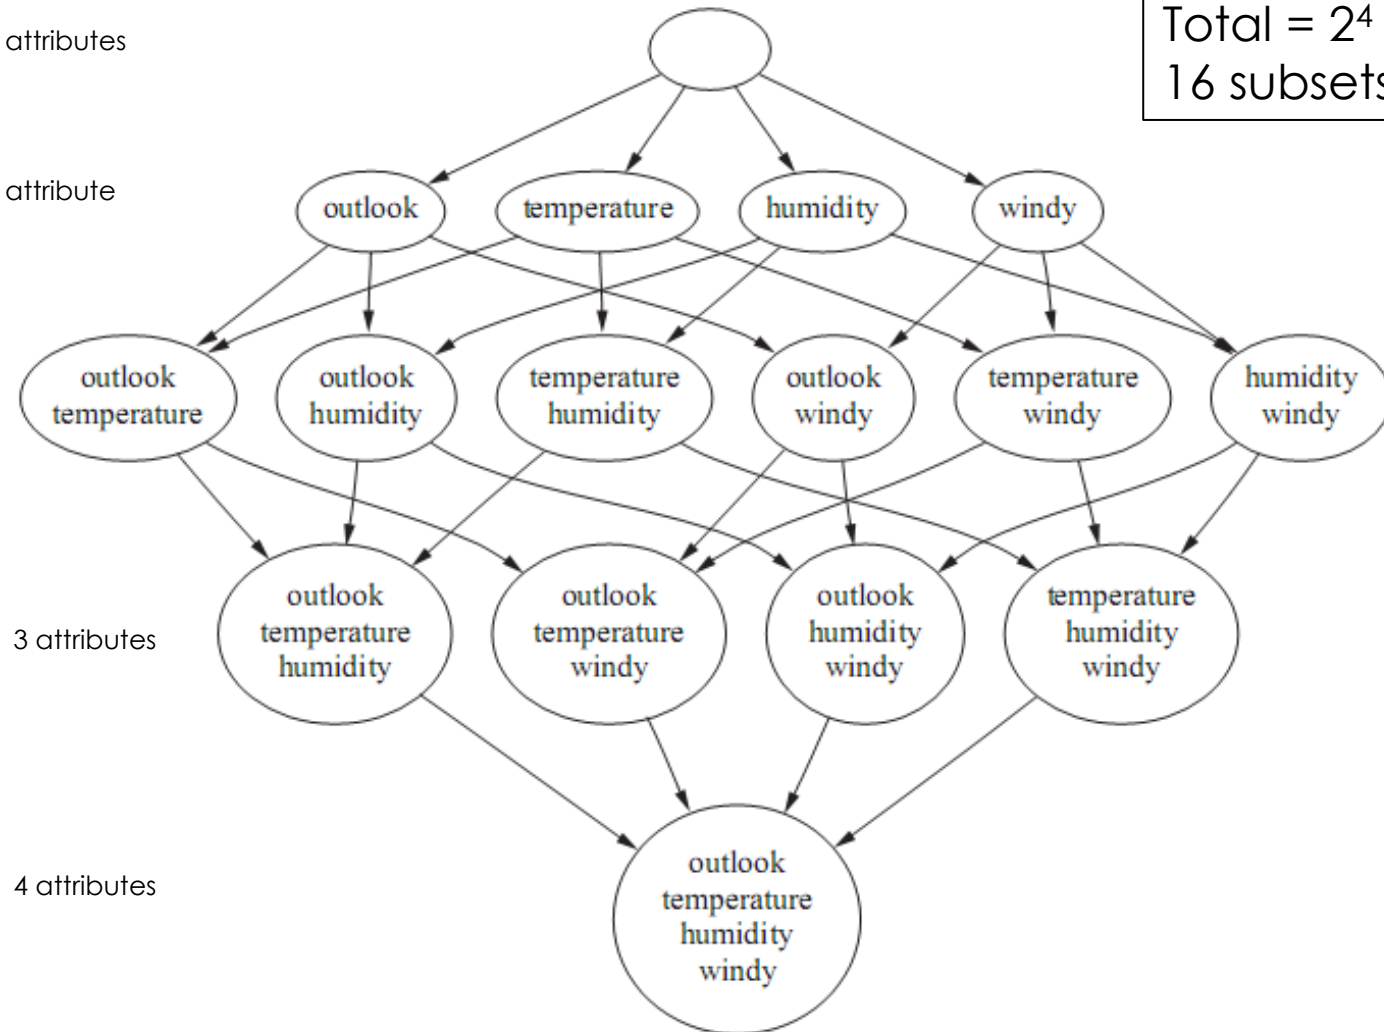 attributes
Total = 2⁴
16 subsets
attribute
outlook
temperature
humidity
windy
outlook
temperature
outlook
humidity
temperature
humidity
outlook
windy
temperature
windy
humidity
windy
3 attributes
outlook
temperature
humidity
outlook
temperature
windy
outlook
humidity
windy
temperature
humidity
windy
4 attributes
outlook
temperature
humidity
windy